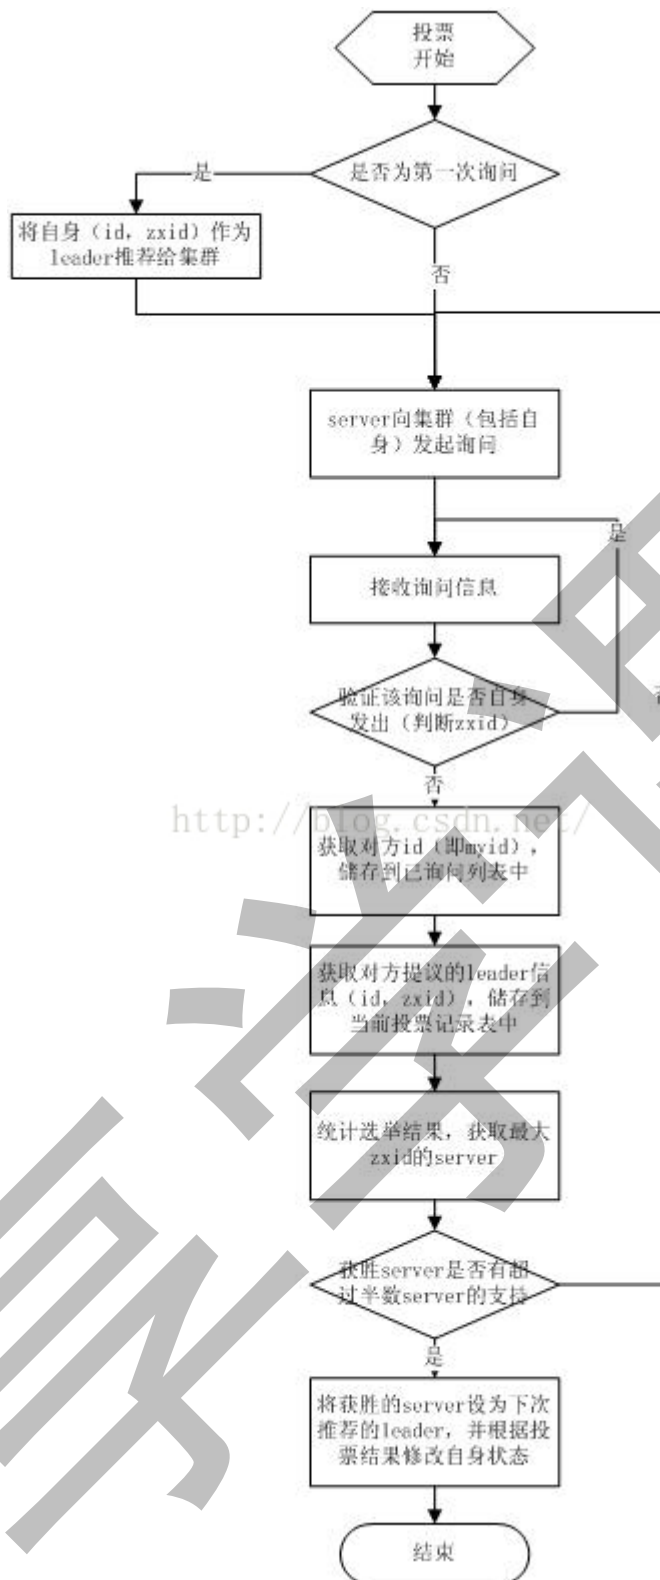 投票
开始
是否为第一次询问
是
将自身（id, zxid）作为
leader推荐给集群
否
server向集群（包括自
身）发起询问
是
接收询问信息
验证该询问是否自身
发出（判断zxid）
否
http://blog.csdn.net/
获取对方id（即myid），
储存到已询问列表中
获取对方提议的leader信
息（id, zxid），储存到
当前投票记录表中
统计选举结果，获取最大
zxid的server
获胜server是否有超
过半数server的支持
是
将获胜的server设为下次
推荐的leader，并根据投
票结果修改自身状态
结束